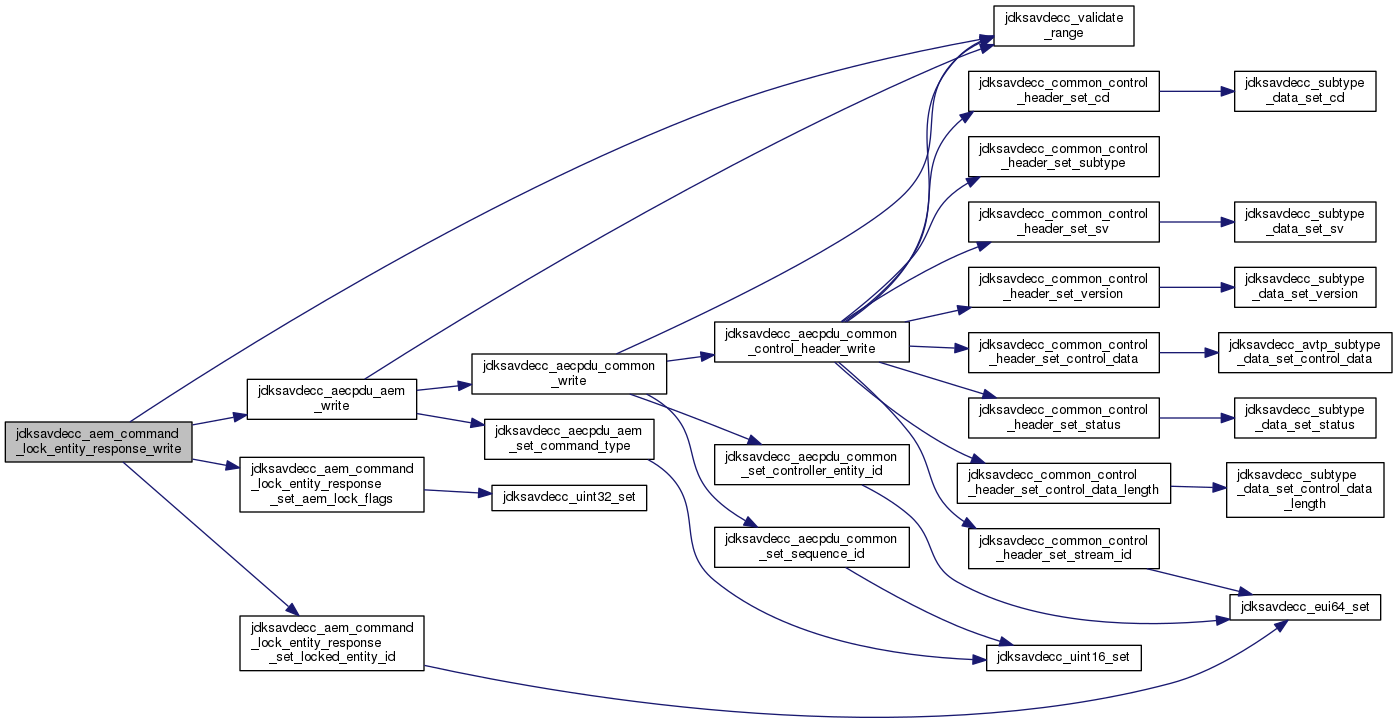 jdksavdecc_aem_command
_lock_entity_response_write
jdksavdecc_aecpdu_aem
_write
jdksavdecc_aem_command
_lock_entity_response
_set_aem_lock_flags
jdksavdecc_aem_command
_lock_entity_response
_set_locked_entity_id
jdksavdecc_aecpdu_common
_write
jdksavdecc_aecpdu_aem
_set_command_type
jdksavdecc_uint32_set
jdksavdecc_aecpdu_common
_control_header_write
jdksavdecc_aecpdu_common
_set_controller_entity_id
jdksavdecc_aecpdu_common
_set_sequence_id
jdksavdecc_validate
_range
jdksavdecc_common_control
_header_set_cd
jdksavdecc_common_control
_header_set_subtype
jdksavdecc_common_control
_header_set_sv
jdksavdecc_common_control
_header_set_version
jdksavdecc_common_control
_header_set_control_data
jdksavdecc_common_control
_header_set_status
jdksavdecc_common_control
_header_set_control_data_length
jdksavdecc_common_control
_header_set_stream_id
jdksavdecc_uint16_set
jdksavdecc_subtype
_data_set_cd
jdksavdecc_subtype
_data_set_sv
jdksavdecc_subtype
_data_set_version
jdksavdecc_avtp_subtype
_data_set_control_data
jdksavdecc_subtype
_data_set_status
jdksavdecc_subtype
_data_set_control_data
_length
jdksavdecc_eui64_set